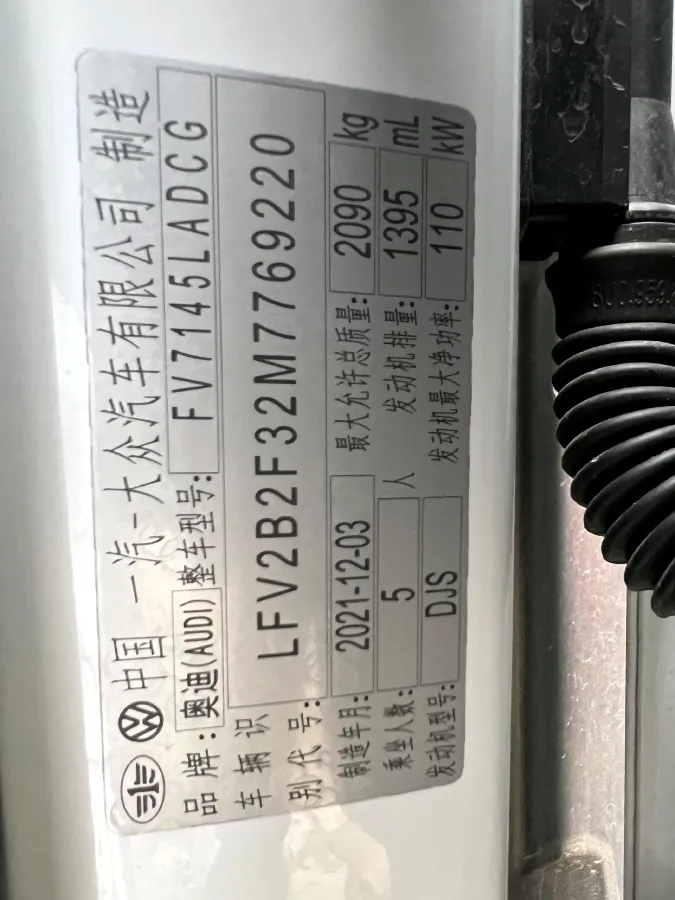 中国 一汽-大众汽车有限公司 制造
品牌:奥迪(AUDI) 整车型号:FV7145LADCG
车辆识别代号: LFV2B2F32M7769220
制造年月: 2021-12-03 最大允许总质量: 2090 kg
乘坐人数: 5 人 发动机排量: 1395 mL
发动机型号: DJS 发动机最大净功率: 110 kW